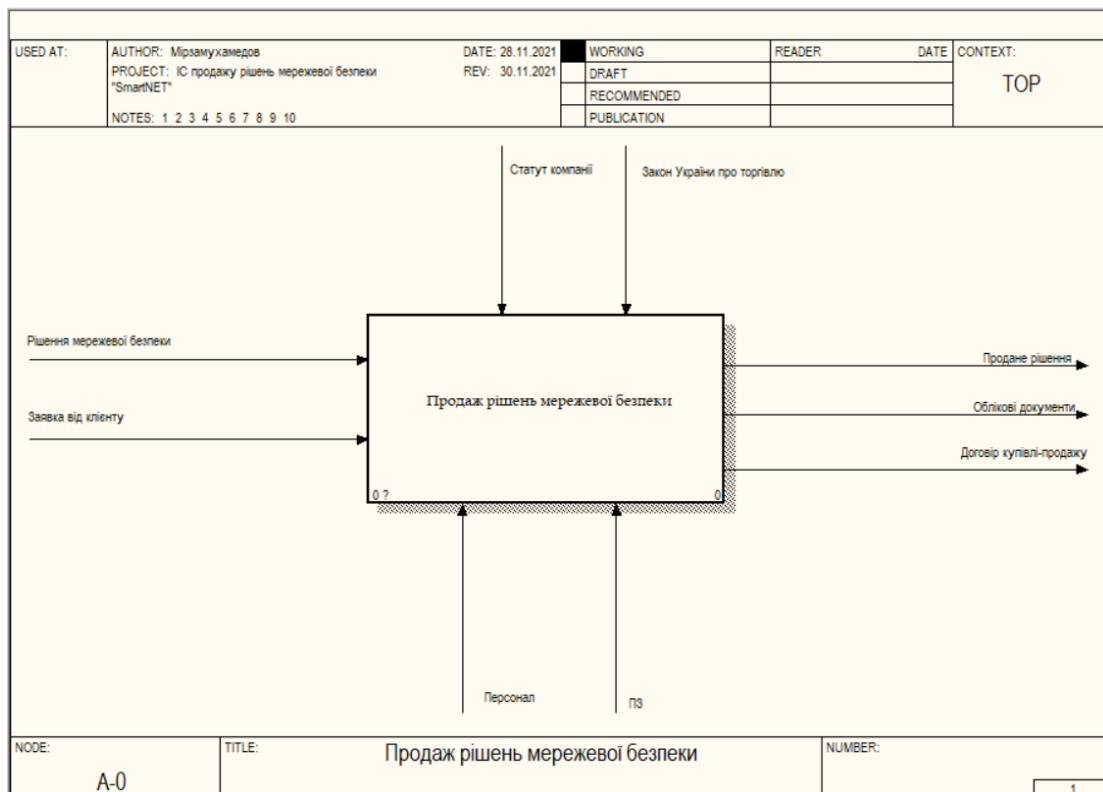 USED AT:
AUTHOR: Мірзамухамедов
DATE: 28.11.2021
WORKING
READER
DATE
CONTEXT:
PROJECT: ІС продажу рішень мережевої безпеки
REV: 30.11.2021
DRAFT
"SmartNET"
TOP
RECOMMENDED
NOTES: 1 2 3 4 5 6 7 8 9 10
PUBLICATION
Статут компанії
Закон України про торгівлю
Рішення мережевої безпеки
Заявка від клієнту
Продаж рішень мережевої безпеки
0 ?
0
Продане рішення
Облікові документи
Договір купівлі-продажу
Персонал
ПЗ
NODE:
TITLE:
Продаж рішень мережевої безпеки
NUMBER:
A-0
1